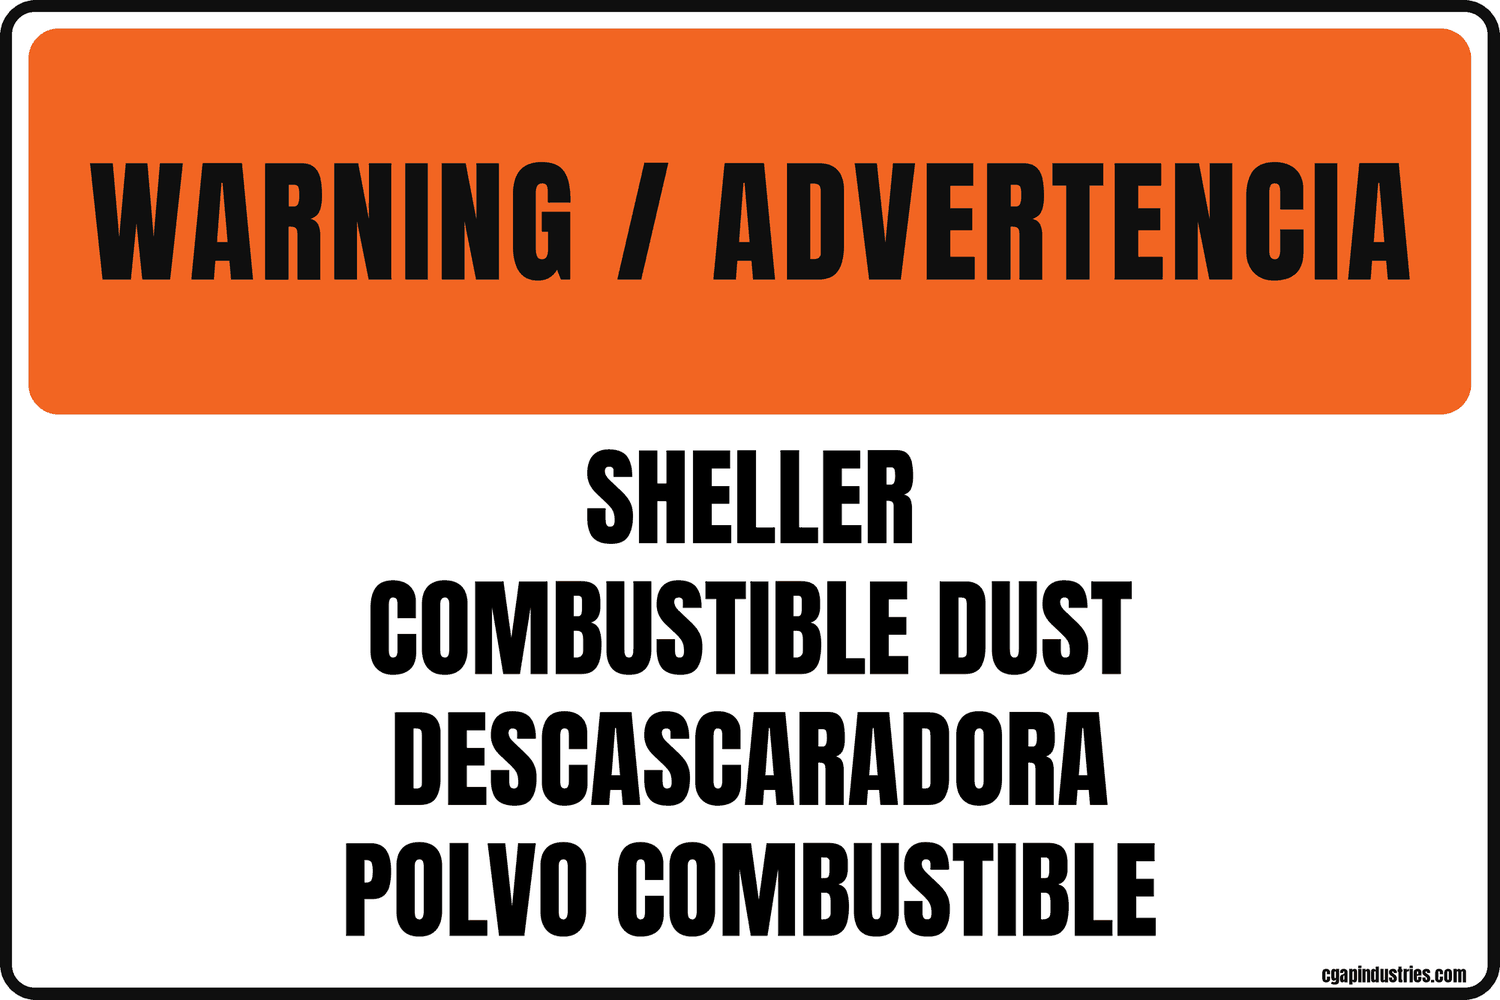 WARNING / ADVERTENCIA
SHELLER
COMBUSTIBLE DUST
DESCASCARADORA
POLVO COMBUSTIBLE
cgapindustries.com